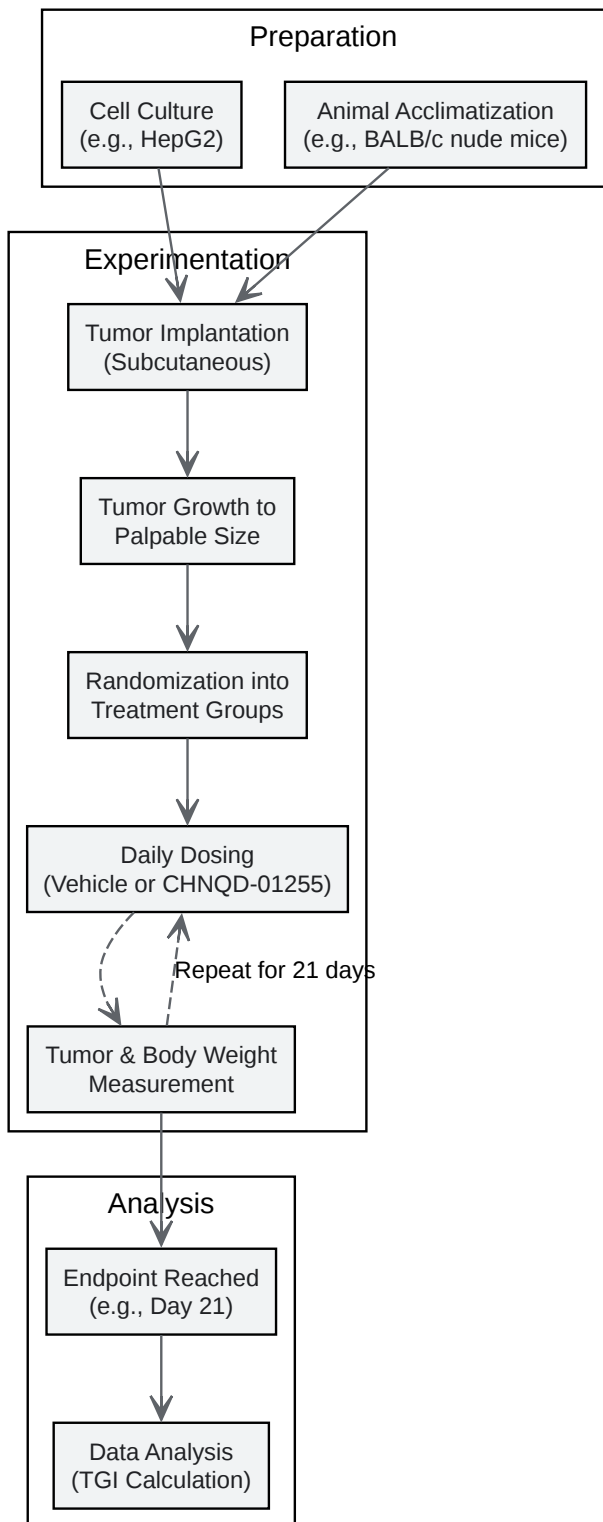 Preparation
Cell Culture
(e.g., HepG2)
Animal Acclimatization
(e.g., BALB/c nude mice)
Experimentation
Tumor Implantation
(Subcutaneous)
Tumor Growth to
Palpable Size
Randomization into
Treatment Groups
Daily Dosing
(Vehicle or CHNQD-01255)
Repeat for 21 days
Tumor & Body Weight
Measurement
Analysis
Endpoint Reached
(e.g., Day 21)
Data Analysis
(TGI Calculation)